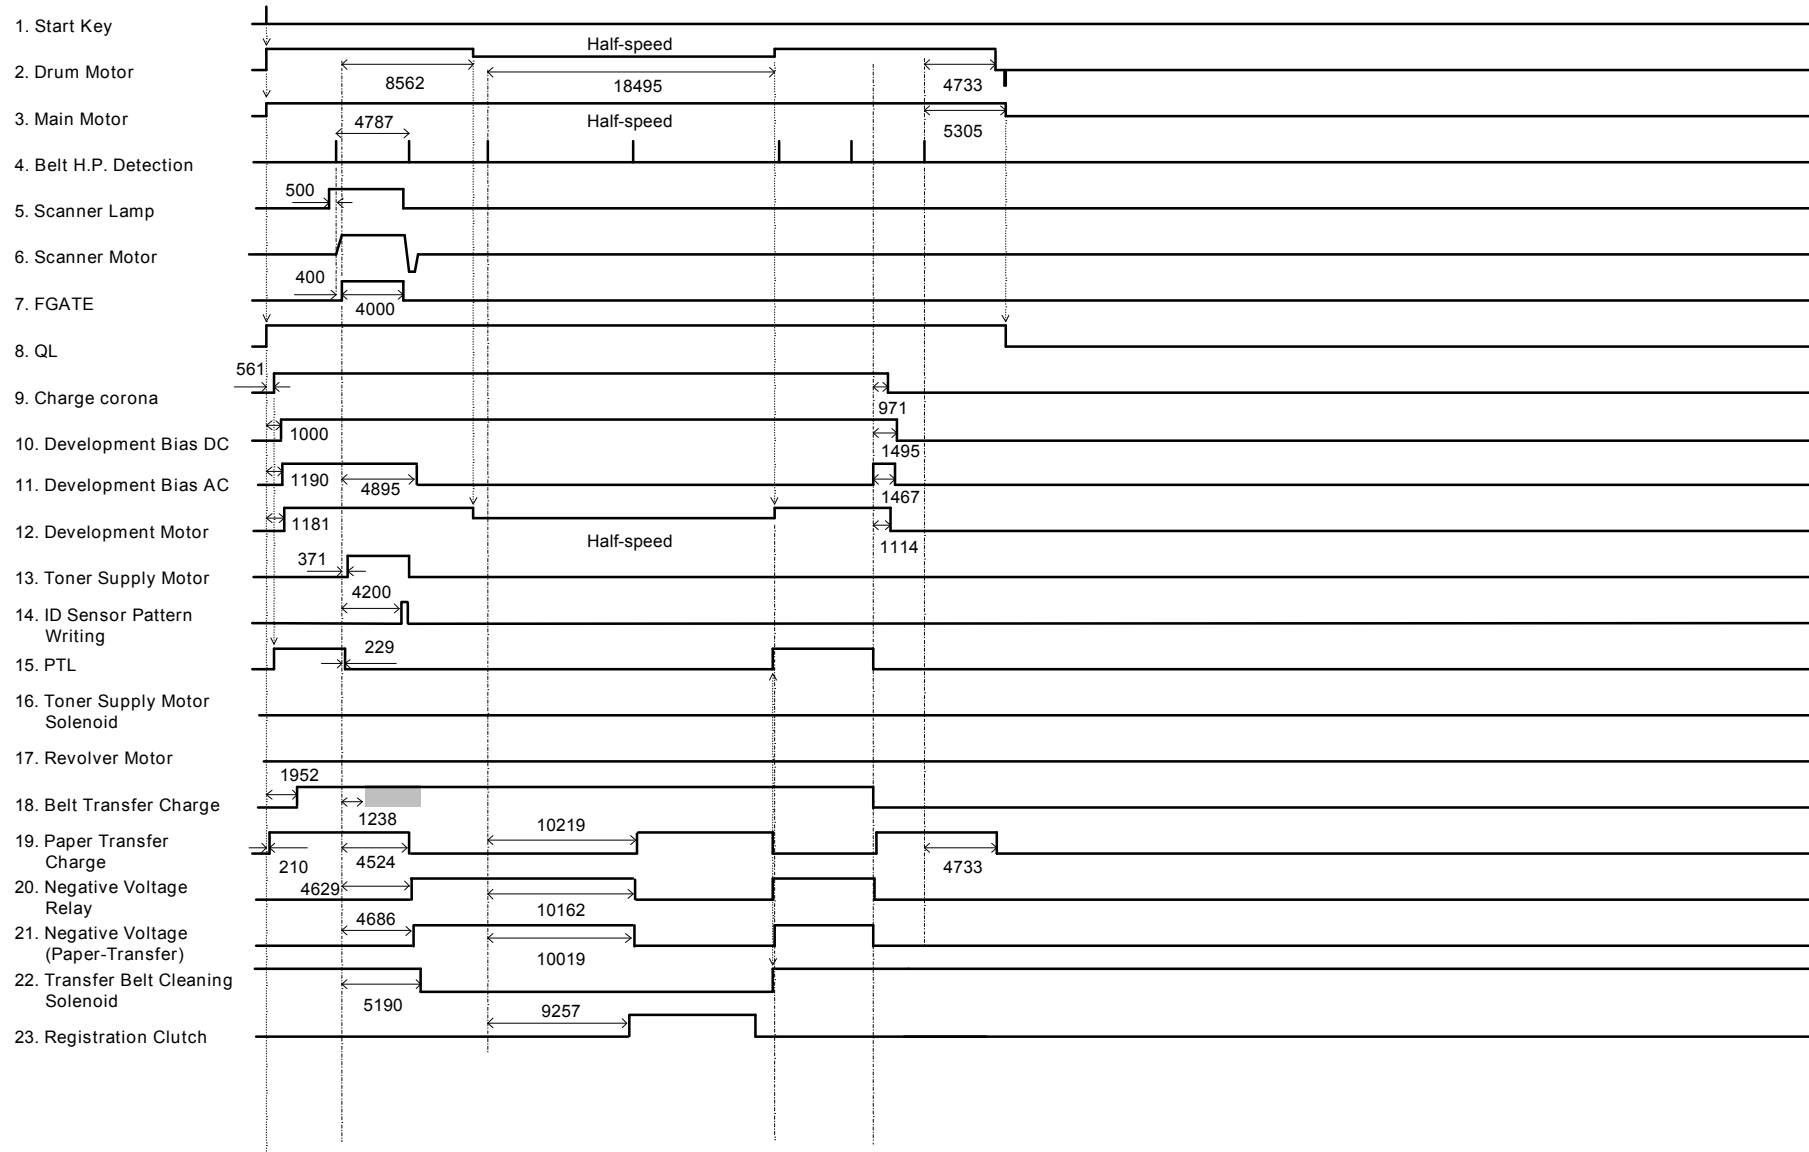 1. Start Key
Half-speed
2. Drum Motor
8562
18495
4733
3. Main Motor
4787
Half-speed
5305
4. Belt H.P. Detection
500
5. Scanner Lamp
6. Scanner Motor
400
7. FGATE
4000
8. QL
561
9. Charge corona
971
10. Development Bias DC
1000
1495
11. Development Bias AC
1190
4895
1467
12. Development Motor
1181
Half-speed
1114
371
13. Toner Supply Motor
4200
14. ID Sensor Pattern
Writing
229
15. PTL
16. Toner Supply Motor
Solenoid
17. Revolver Motor
1952
18. Belt Transfer Charge
1238
10219
19. Paper Transfer
Charge
210
4524
4733
20. Negative Voltage
Relay
4629
10162
4686
21. Negative Voltage
(Paper-Transfer)
10019
22. Transfer Belt Cleaning
Solenoid
5190
9257
23. Registration Clutch